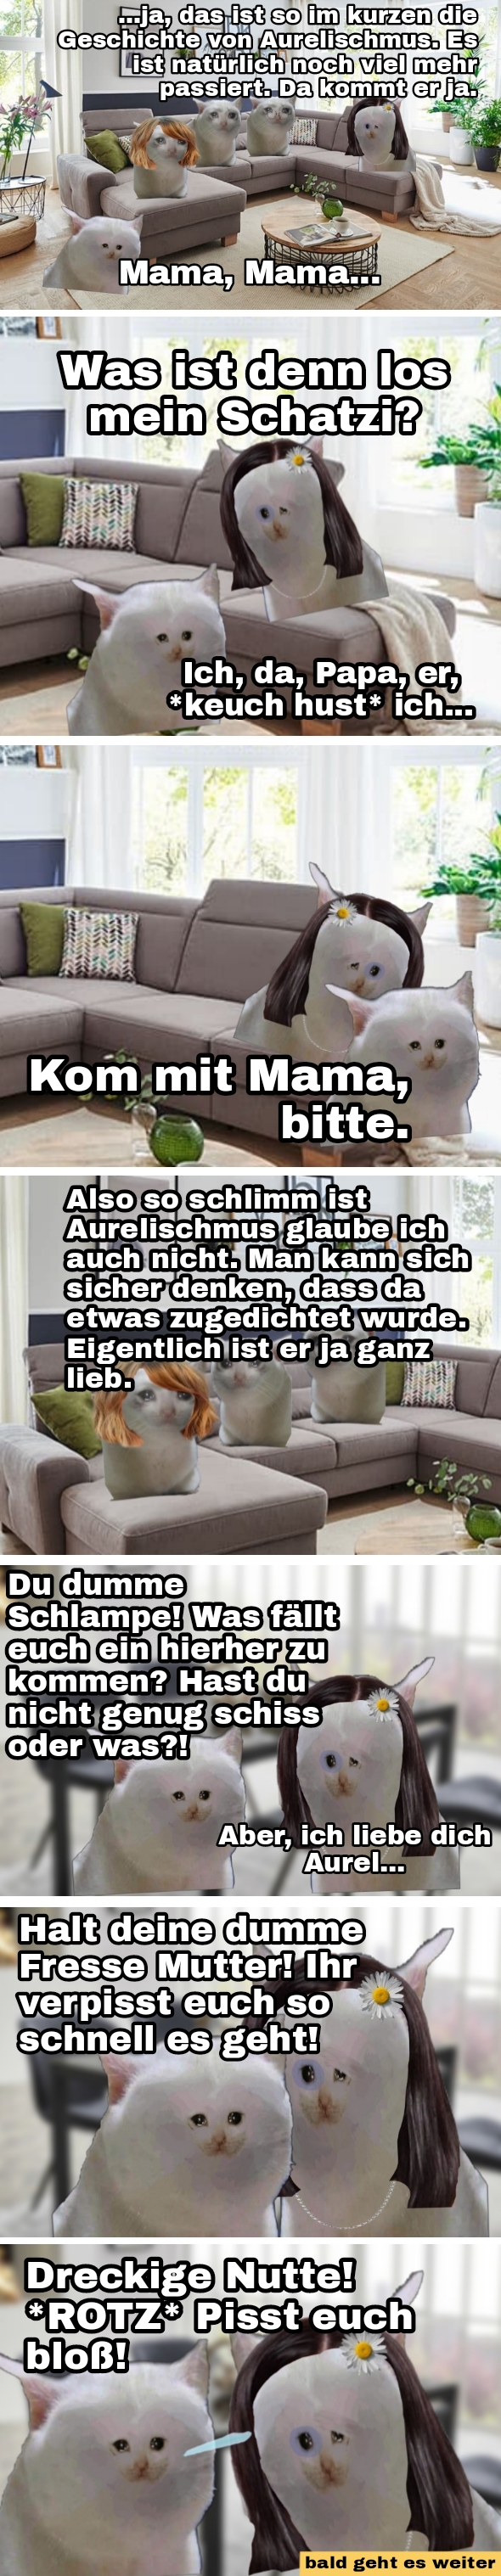 ...ja, das ist so im kurzen die
Geschichte von Aurelischmus. Es
ist natürlich noch viel mehr
passiert. Da kommt er ja.
Mama, Mama...
Was ist denn los
mein Schatzi?
Ich, da, Papa, er,
*keuch hust* ich...
Kom mit Mama,
bitte.
Also so schlimm ist
Aurelischmus glaube ich
auch nicht. Man kann sich
sicher denken, dass da
etwas zugedichtet wurde.
Eigentlich ist er ja ganz
lieb.
Du dumme
Schlampe! Was fällt
euch ein hierher zu
kommen? Hast du
nicht genug schiss
oder was?!
Aber, ich liebe dich
Aurel...
Halt deine dumme
Fresse Mutter! Ihr
verpisst euch so
schnell es geht!
Dreckige Nutte!
*ROTZ* Pisst euch
bloß!
bald geht es weiter